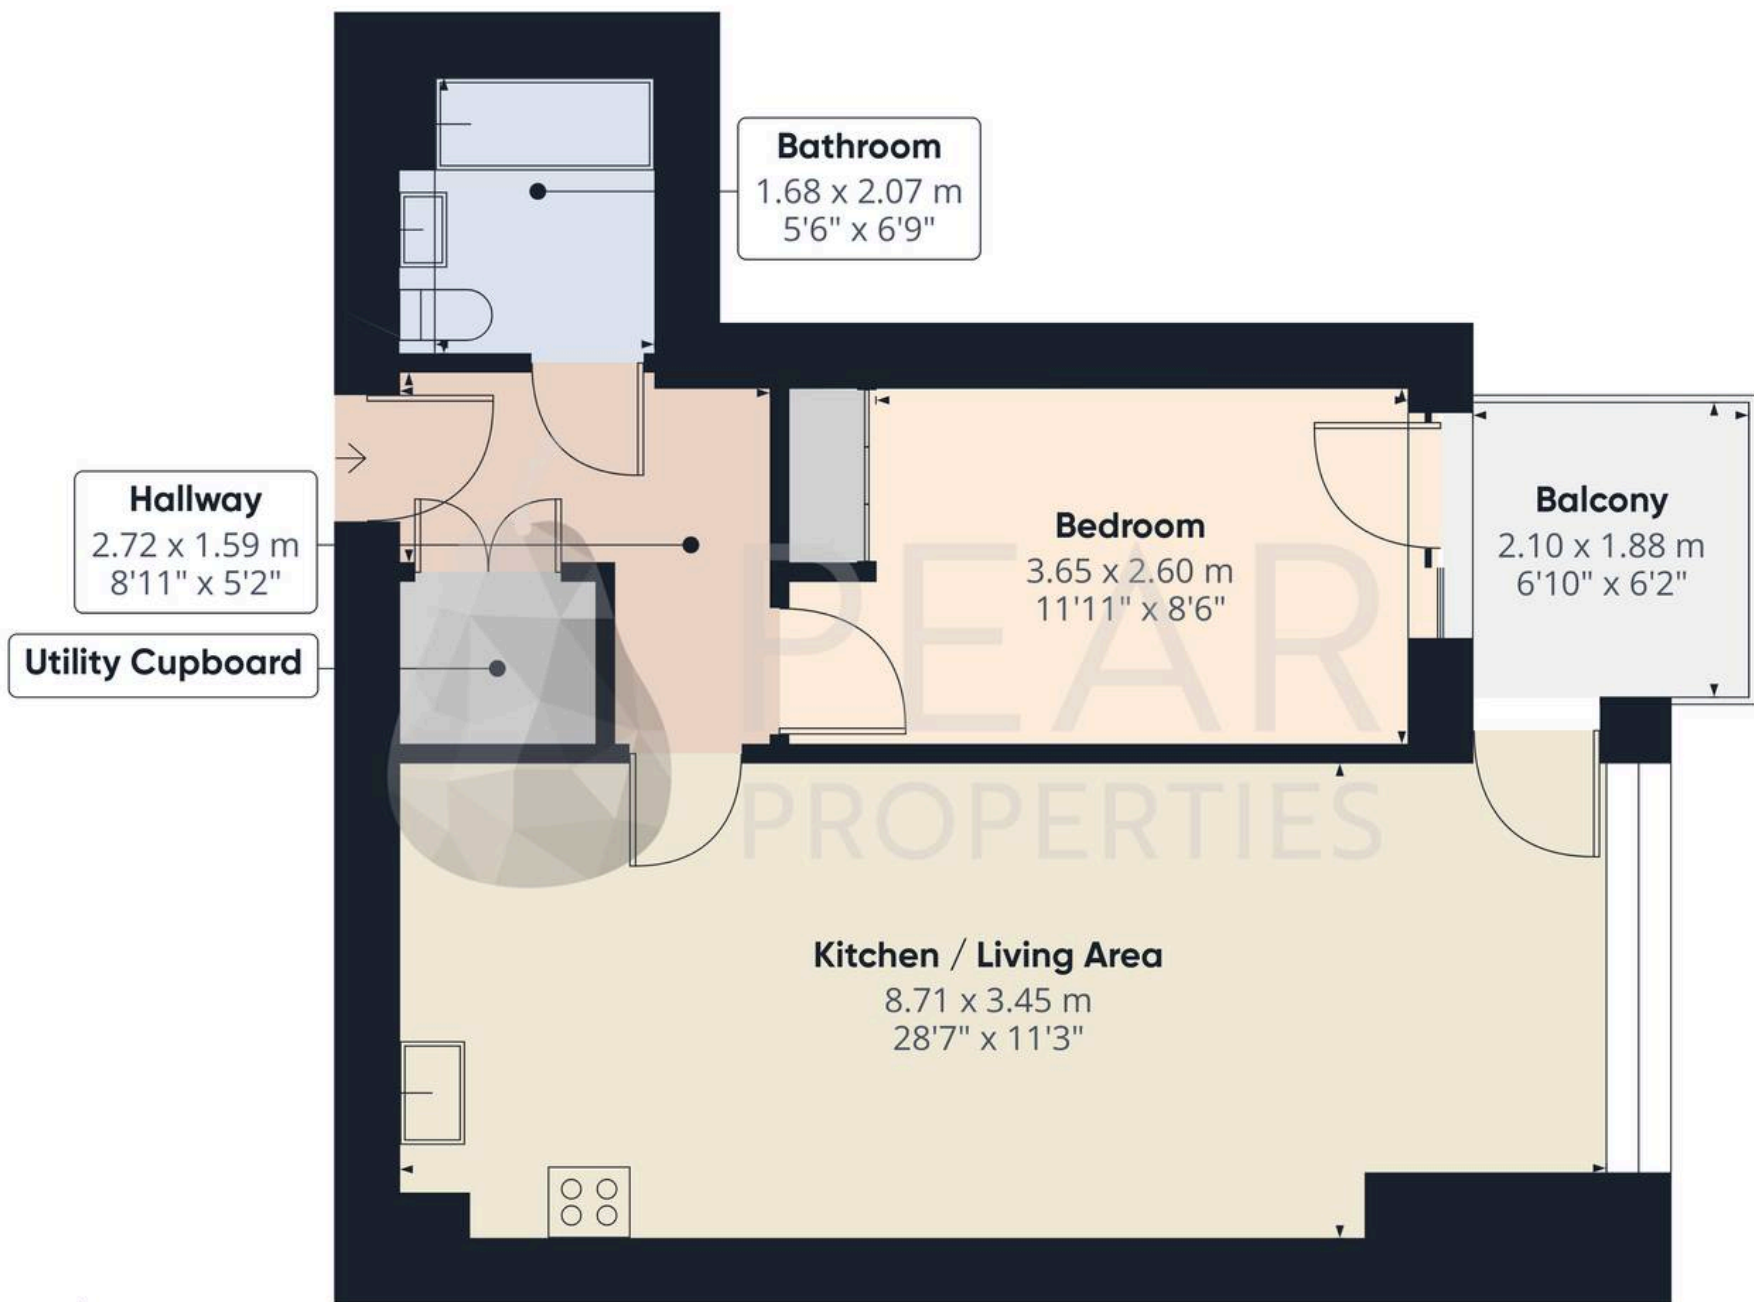 Bathroom
1.68 x 2.07 m
5'6" x 6'9"
Hallway
2.72 x 1.59 m
8'11" x 5'2"
Utility Cupboard
Bedroom
3.65 x 2.60 m
11'11" x 8'6"
Balcony
2.10 x 1.88 m
6'10" x 6'2"
PEAR
PROPERTIES
Kitchen / Living Area
8.71 x 3.45 m
28'7" x 11'3"